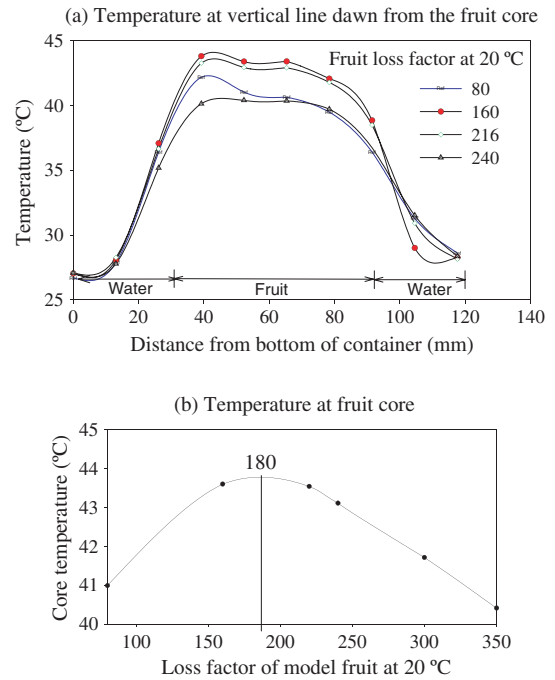 (a) Temperature at vertical line dawn from the fruit core
45
40
35
30
25
Temperature (ºC)
Fruit loss factor at 20 ºC
80
160
216
240
Water
Fruit
Water
0 20 40 60 80 100 120 140
Distance from bottom of container (mm)
(b) Temperature at fruit core
45
44
43
42
41
40
Core temperature (ºC)
180
100 150 200 250 300 350
Loss factor of model fruit at 20 ºC